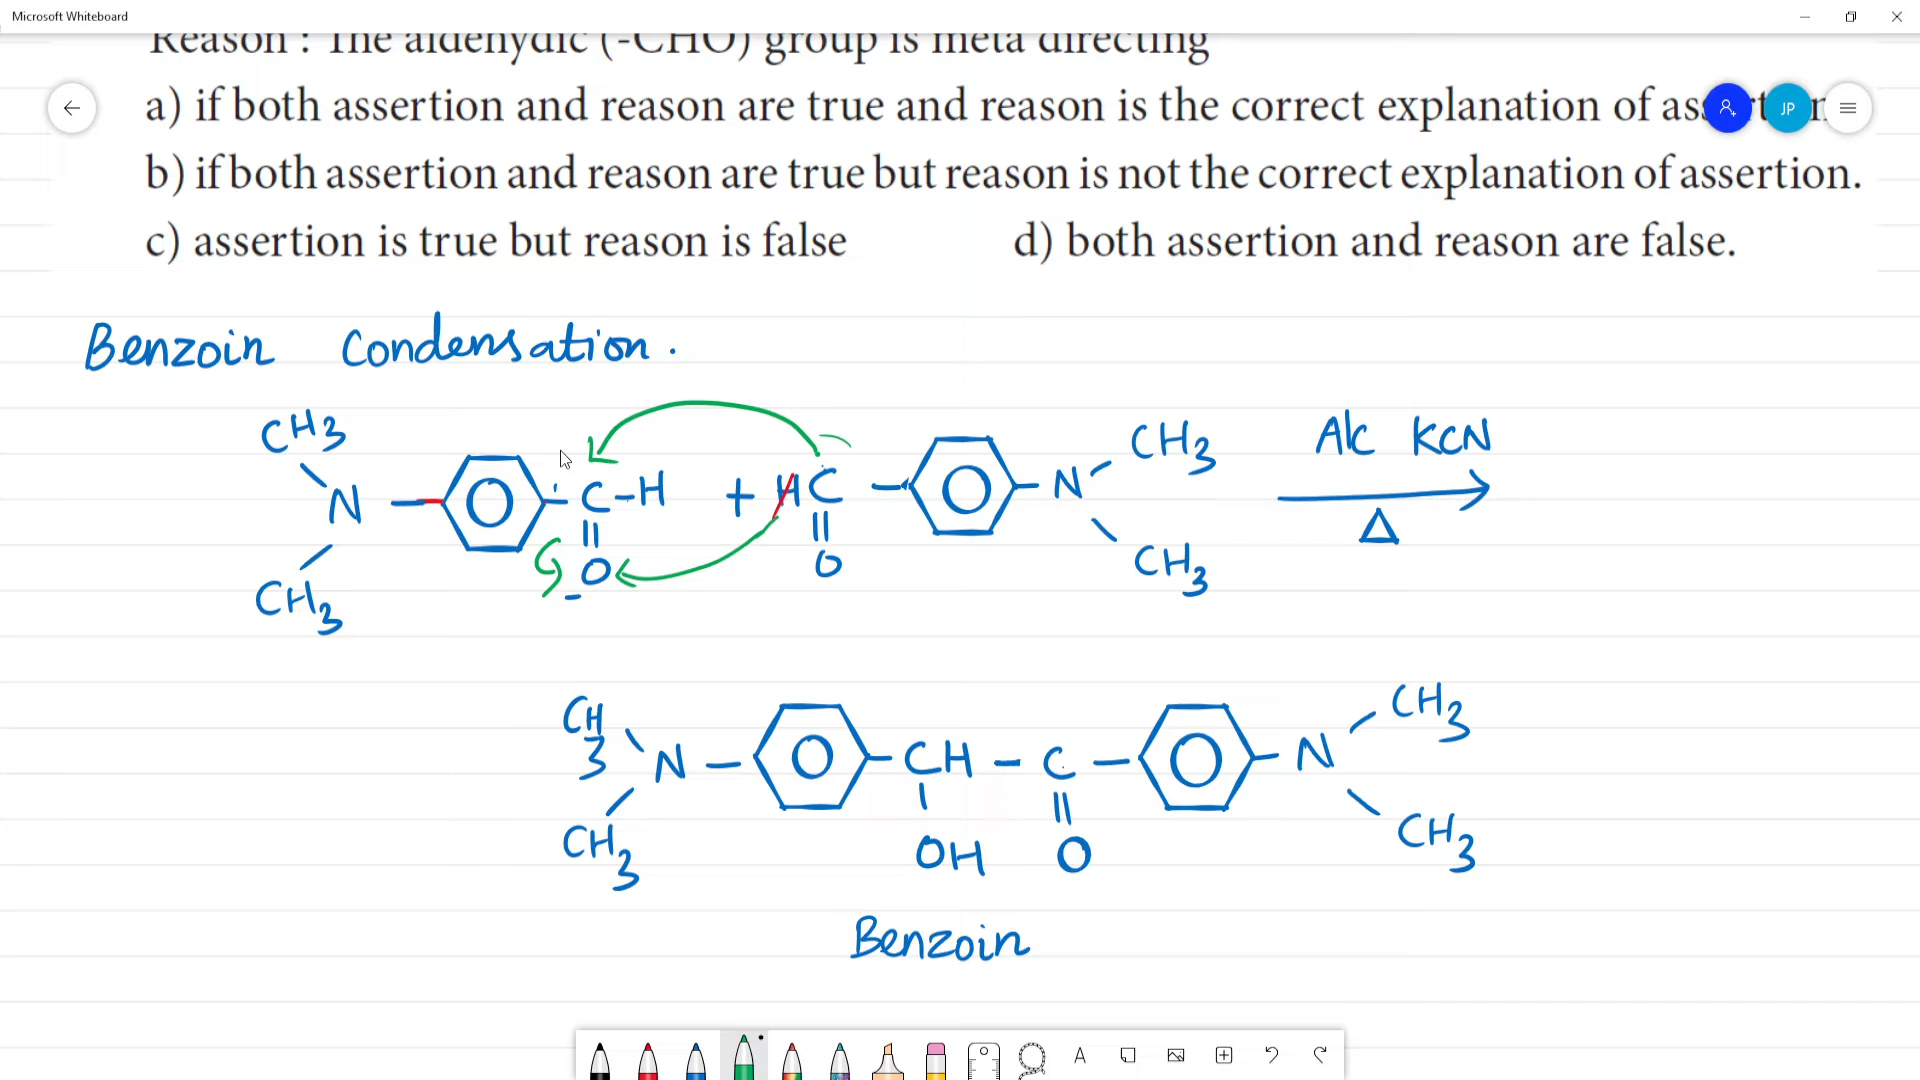 Microsoft Whiteboard
Reason : The aldehydic (-CHO) group is meta directing
a) if both assertion and reason are true and reason is the correct explanation of
JP
b) if both assertion and reason are true but reason is not the correct explanation of assertion.
c) assertion is true but reason is false d) both assertion and reason are false.
Benzoin Condensation.
CH3 CH3 Alc KCN
N C-H + HC N
O O Δ
CH3 CH3
CH3 CH3
N CH - C N
CH3 OH O CH3
Benzoin
A